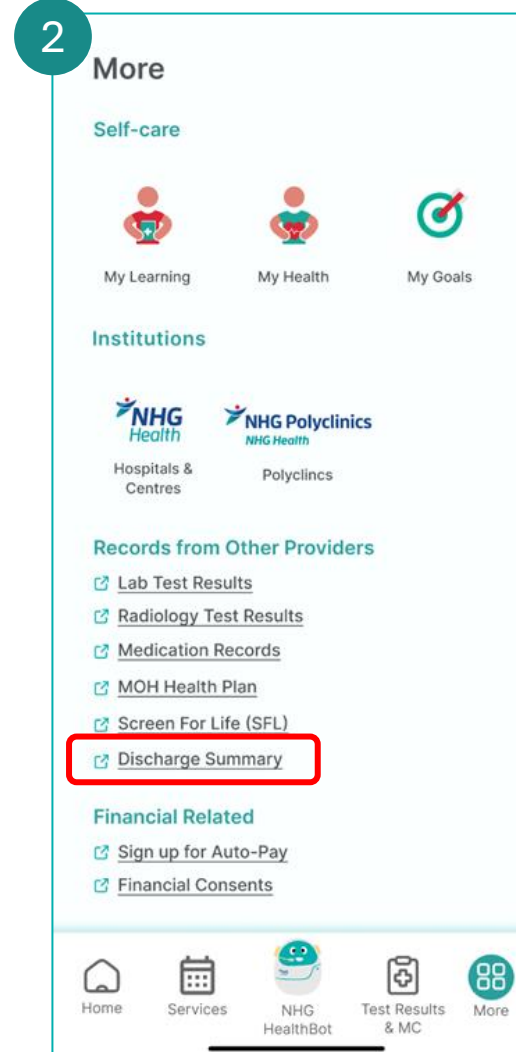 2
More
Self-care
My Learning
My Health
My Goals
Institutions
NHG
Health
NHG Polyclinics
NHG Health
Hospitals &
Centres
Polyclincs
Records from Other Providers
Lab Test Results
Radiology Test Results
Medication Records
MOH Health Plan
Screen For Life (SFL)
Discharge Summary
Financial Related
Sign up for Auto-Pay
Financial Consents
Home
Services
NHG
HealthBot
Test Results
& MC
More